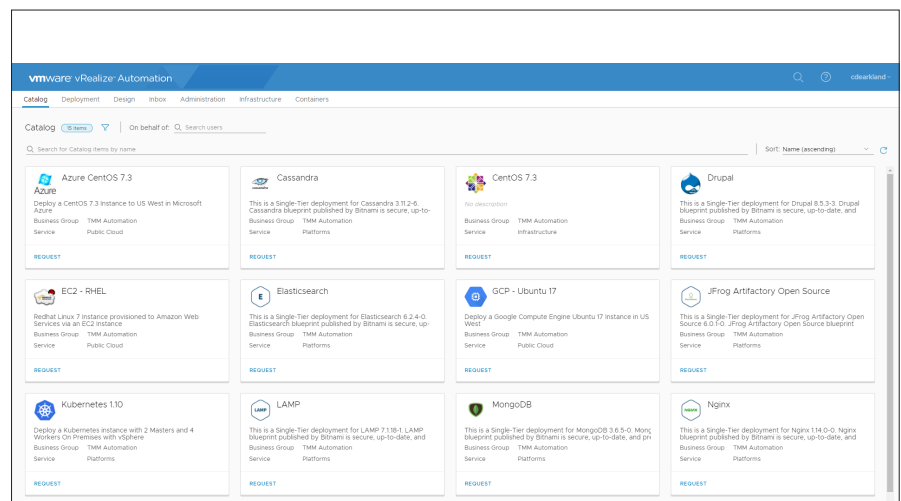 vmware vRealize Automation
cdearkland
Catalog Deployment Design Inbox Administration Infrastructure Containers
Catalog 15 items On behalf of: Search users
Search for Catalog items by name Sort: Name (ascending)
Azure CentOS 7.3
Azure
Deploy a CentOS 7.3 Instance to US West in Microsoft
Azure
Business Group TMM Automation
Service Public Cloud
REQUEST
Cassandra
This is a Single-Tier deployment for Cassandra 3.11.2-6.
Cassandra blueprint published by Bitnami is secure, up-to-
Business Group TMM Automation
Service Platforms
REQUEST
CentOS 7.3
No description
Business Group TMM Automation
Service Infrastructure
REQUEST
Drupal
This is a Single-Tier deployment for Drupal 8.5.3-3. Drupal
blueprint published by Bitnami is secure, up-to-date, and
Business Group TMM Automation
Service Platforms
REQUEST
EC2 - RHEL
Redhat Linux 7 Instance provisioned to Amazon Web
Services via an EC2 Instance
Business Group TMM Automation
Service Public Cloud
REQUEST
E
Elasticsearch
This is a Single-Tier deployment for Elasticsearch 6.2.4-0.
Elasticsearch blueprint published by Bitnami is secure, up-
Business Group TMM Automation
Service Platforms
REQUEST
GCP - Ubuntu 17
Deploy a Google Compute Engine Ubuntu 17 instance in US
West
Business Group TMM Automation
Service Public Cloud
REQUEST
JFrog Artifactory Open Source
This is a Single-Tier deployment for JFrog Artifactory Open
Source 6.0.1-0. JFrog Artifactory Open Source blueprint
Business Group TMM Automation
Service Platforms
REQUEST
Kubernetes 1.10
Deploy a Kubernetes instance with 2 Masters and 4
Workers On Premises with vSphere
Business Group TMM Automation
Service Platforms
REQUEST
LAMP
LAMP
This is a Single-Tier deployment for LAMP 7.1.18-1. LAMP
blueprint published by Bitnami is secure, up-to-date, and
Business Group TMM Automation
Service Platforms
REQUEST
MongoDB
This is a Single-Tier deployment for MongoDB 3.6.5-0. Mong
blueprint published by Bitnami is secure, up-to-date, and pr
Business Group TMM Automation
Service Platforms
REQUEST
Nginx
This is a Single-Tier deployment for Nginx 1.14.0-0. Nginx
blueprint published by Bitnami is secure, up-to-date, and
Business Group TMM Automation
Service Platforms
REQUEST